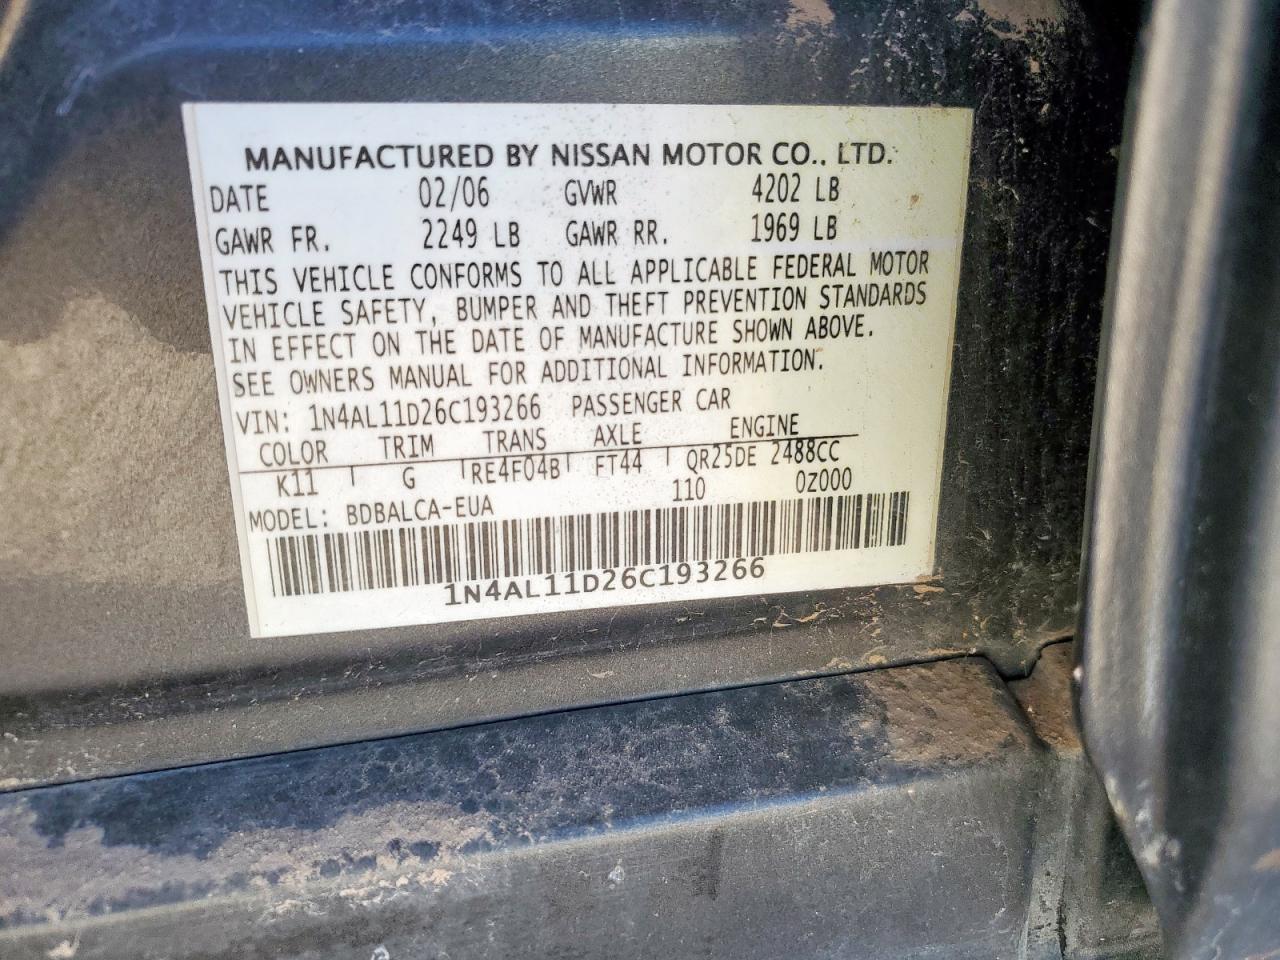 MANUFACTURED BY NISSAN MOTOR CO., LTD.
DATE 02/06 GVWR 4202 LB
GAWR FR. 2249 LB GAWR RR. 1969 LB
THIS VEHICLE CONFORMS TO ALL APPLICABLE FEDERAL MOTOR
VEHICLE SAFETY, BUMPER AND THEFT PREVENTION STANDARDS
IN EFFECT ON THE DATE OF MANUFACTURE SHOWN ABOVE.
SEE OWNERS MANUAL FOR ADDITIONAL INFORMATION.
VIN: 1N4AL11D26C193266 PASSENGER CAR
COLOR TRIM TRANS AXLE ENGINE
K11 G RE4F04B FT44 QR25DE 2488CC
110 0Z000
MODEL: BDBALCA-EUA
1N4AL11D26C193266